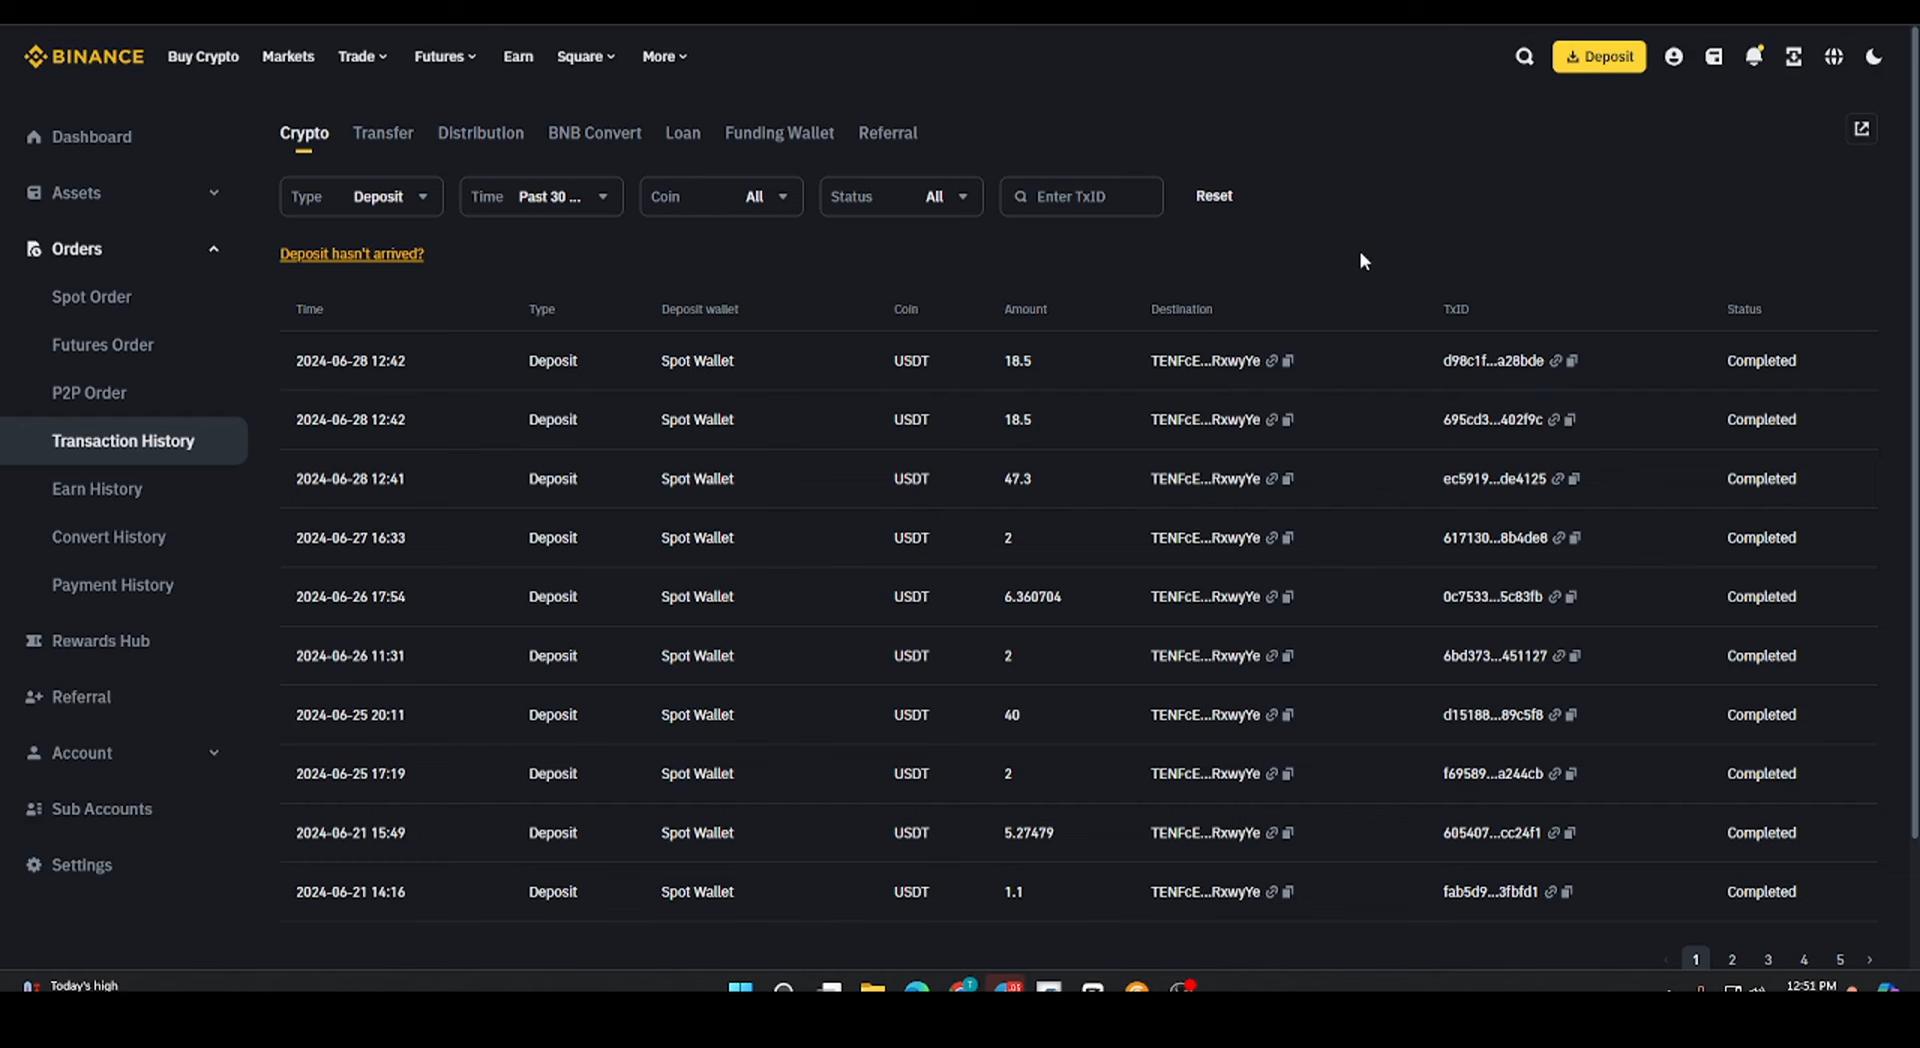 BINANCE Buy Crypto Markets Trade Futures Earn Square More Deposit
Dashboard
Assets
Orders
Spot Order
Futures Order
P2P Order
Transaction History
Earn History
Convert History
Payment History
Rewards Hub
Referral
Account
Sub Accounts
Settings
Crypto Transfer Distribution BNB Convert Loan Funding Wallet Referral
Type Deposit Time Past 30 ... Coin All Status All Enter TxID Reset
Deposit hasn't arrived?
Time Type Deposit wallet Coin Amount Destination TxID Status
2024-06-28 12:42 Deposit Spot Wallet USDT 18.5 TENFcE...RxwyYe d98c1f...a28bde Completed
2024-06-28 12:42 Deposit Spot Wallet USDT 18.5 TENFcE...RxwyYe 695cd3...402f9c Completed
2024-06-28 12:41 Deposit Spot Wallet USDT 47.3 TENFcE...RxwyYe ec5919...de4125 Completed
2024-06-27 16:33 Deposit Spot Wallet USDT 2 TENFcE...RxwyYe 617130...8b4de8 Completed
2024-06-26 17:54 Deposit Spot Wallet USDT 6.360704 TENFcE...RxwyYe 0c7533...5c83fb Completed
2024-06-26 11:31 Deposit Spot Wallet USDT 2 TENFcE...RxwyYe 6bd373...451127 Completed
2024-06-25 20:11 Deposit Spot Wallet USDT 40 TENFcE...RxwyYe d15188...89c5f8 Completed
2024-06-25 17:19 Deposit Spot Wallet USDT 2 TENFcE...RxwyYe f69589...a244cb Completed
2024-06-21 15:49 Deposit Spot Wallet USDT 5.27479 TENFcE...RxwyYe 605407...cc24f1 Completed
2024-06-21 14:16 Deposit Spot Wallet USDT 1.1 TENFcE...RxwyYe fab5d9...3fbfd1 Completed
1 2 3 4 5
Today's high 12:51 PM